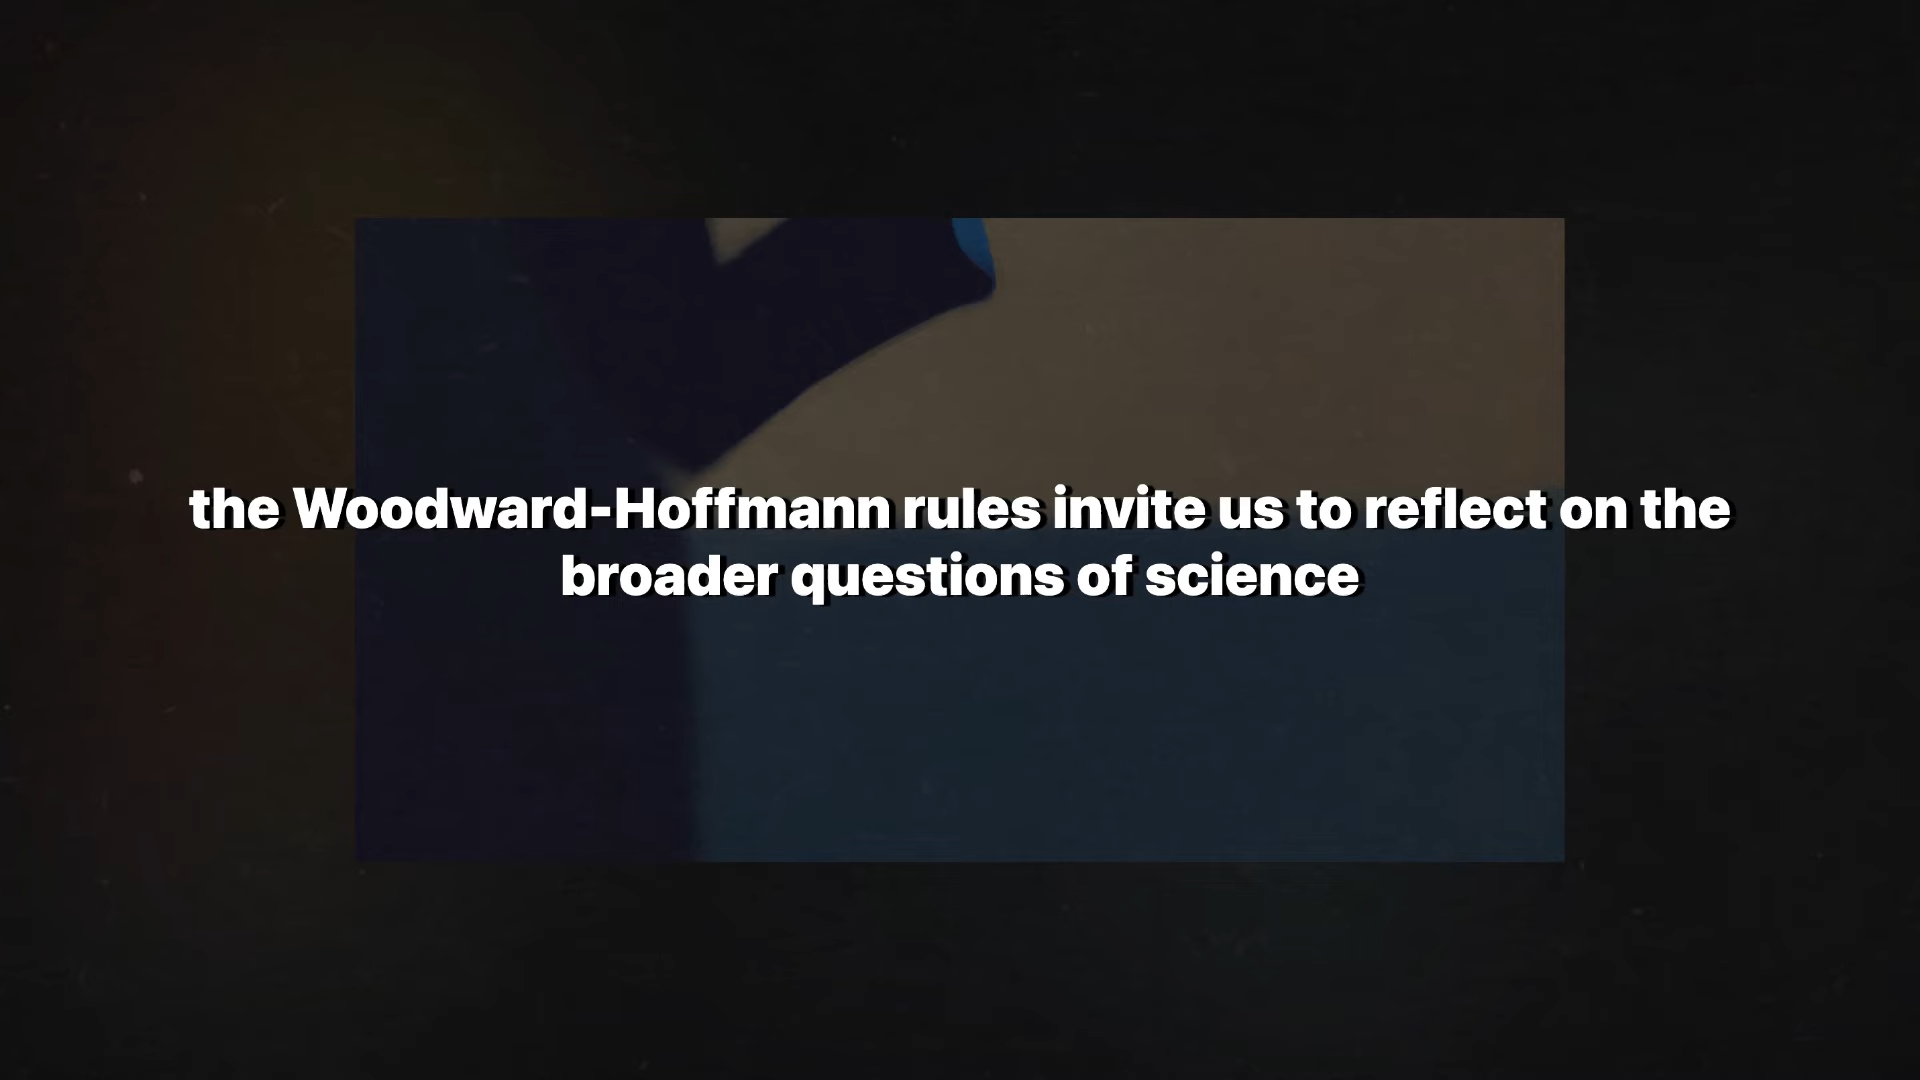 the Woodward-Hoffmann rules invite us to reflect on the
broader questions of science